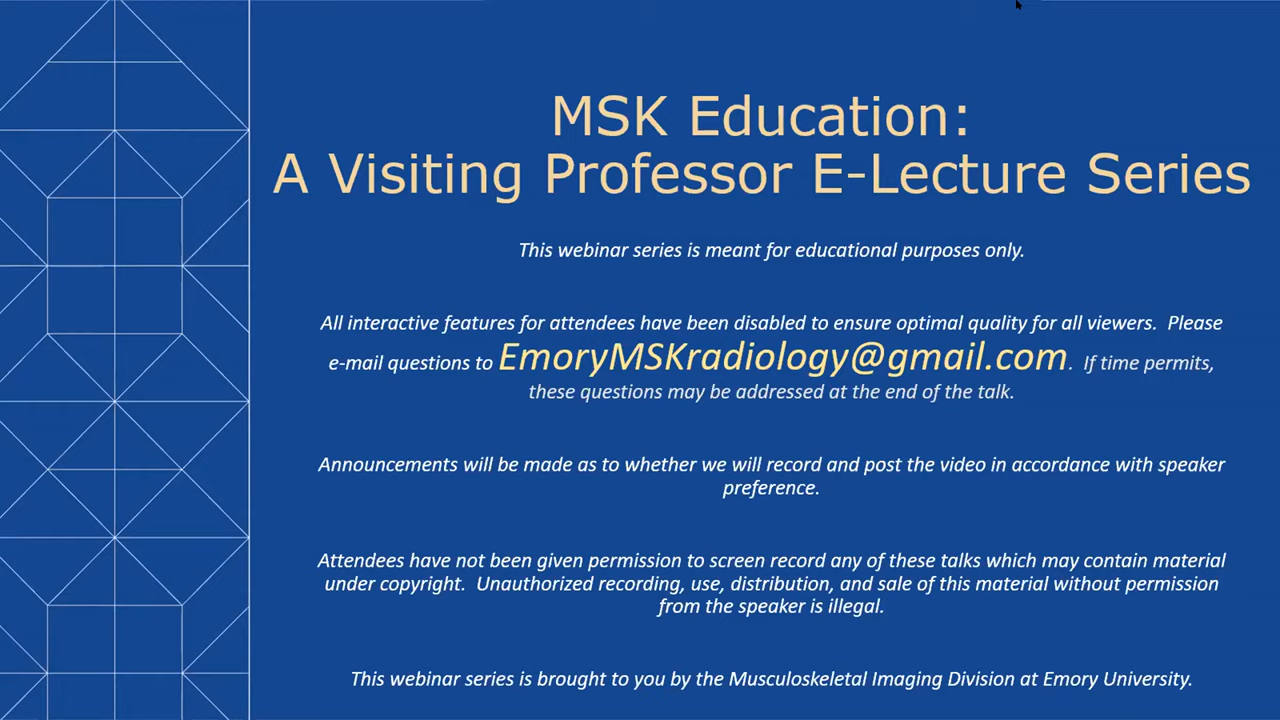 MSK Education:
A Visiting Professor E-Lecture Series
This webinar series is meant for educational purposes only.
All interactive features for attendees have been disabled to ensure optimal quality for all viewers.  Please
e-mail questions to EmoryMSKradiology@gmail.com.  If time permits,
these questions may be addressed at the end of the talk.
Announcements will be made as to whether we will record and post the video in accordance with speaker
preference.
Attendees have not been given permission to screen record any of these talks which may contain material
under copyright.  Unauthorized recording, use, distribution, and sale of this material without permission
from the speaker is illegal.
This webinar series is brought to you by the Musculoskeletal Imaging Division at Emory University.